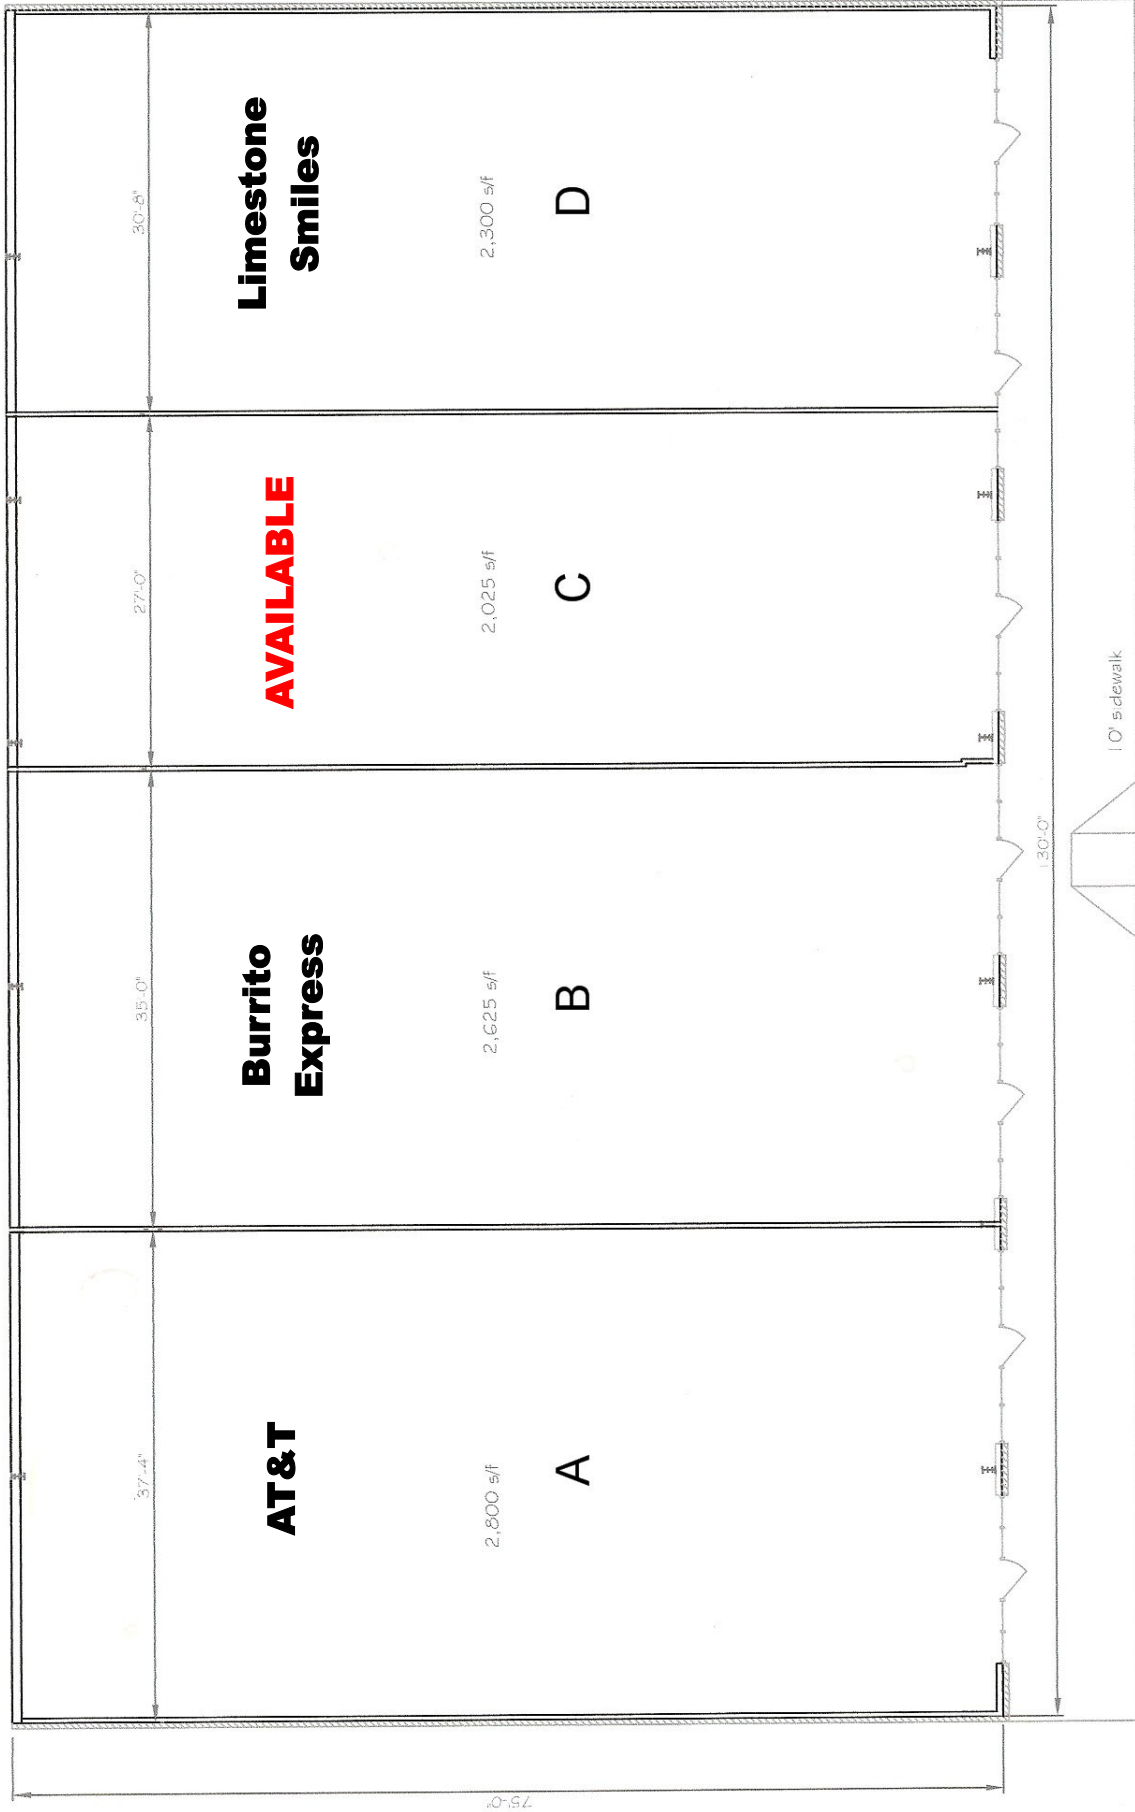 37'-4"
35'-0"
27'-0"
30'-8"
AT&T
Burrito
Express
AVAILABLE
Limestone
Smiles
2,800 s/f
2,625 s/f
2,025 s/f
2,300 s/f
A
B
C
D
75'-0"
130'-0"
10' sidewalk